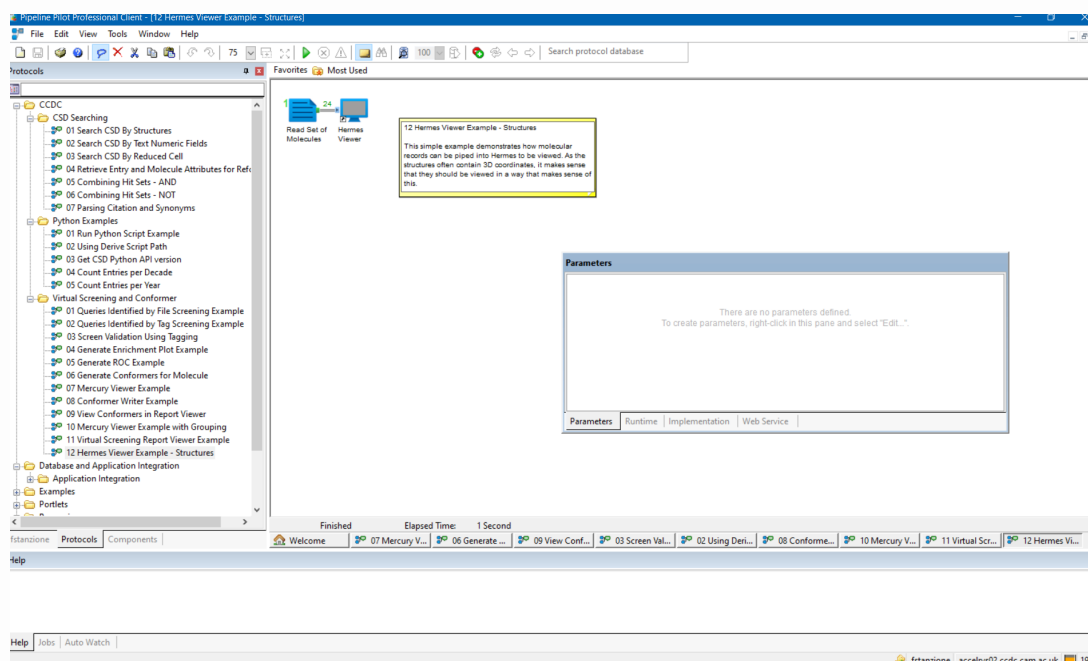 Pipeline Pilot Professional Client - [12 Hermes Viewer Example - Structures]
File Edit View Tools Window Help
75
100
Search protocol database
Protocols
Favorites Most Used
CCDC
CSD Searching
01 Search CSD By Structures
02 Search CSD By Text Numeric Fields
03 Search CSD By Reduced Cell
04 Retrieve Entry and Molecule Attributes for Refc
05 Combining Hit Sets - AND
06 Combining Hit Sets - NOT
07 Parsing Citation and Synonyms
Python Examples
01 Run Python Script Example
02 Using Derive Script Path
03 Get CSD Python API version
04 Count Entries per Decade
05 Count Entries per Year
Virtual Screening and Conformer
01 Queries Identified by File Screening Example
02 Queries Identified by Tag Screening Example
03 Screen Validation Using Tagging
04 Generate Enrichment Plot Example
05 Generate ROC Example
06 Generate Conformers for Molecule
07 Mercury Viewer Example
08 Conformer Writer Example
09 View Conformers in Report Viewer
10 Mercury Viewer Example with Grouping
11 Virtual Screening Report Viewer Example
12 Hermes Viewer Example - Structures
Database and Application Integration
Application Integration
Examples
Portlets
fstanzione Protocols Components
1 24
Read Set of Molecules
Hermes Viewer
12 Hermes Viewer Example - Structures
This simple example demonstrates how molecular
records can be piped into Hermes to be viewed. As the
structures often contain 3D coordinates, it makes sense
that they should be viewed in a way that makes sense of
this.
Parameters
There are no parameters defined.
To create parameters, right-click in this pane and select "Edit...".
Parameters Runtime Implementation Web Service
Finished Elapsed Time: 1 Second
Welcome 07 Mercury V... 06 Generate ... 09 View Conf... 03 Screen Val... 02 Using Deri... 08 Conforme... 10 Mercury V... 11 Virtual Scr... 12 Hermes Vi...
Help
Help Jobs Auto Watch